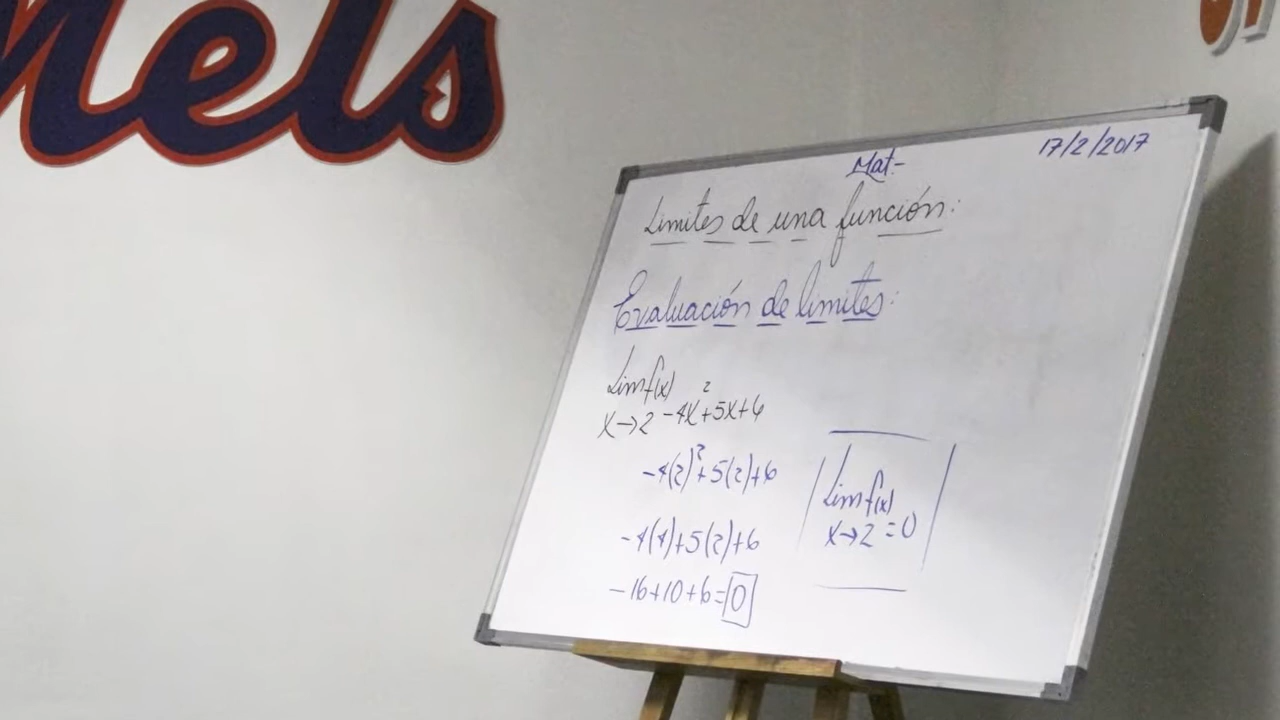 Mets
Mat-
17/2/2017
Limites de una función:
Evaluación de limites:
Lim f(x)
x→2 -4x²+5x+6
-4(2)²+5(2)+6
-4(4)+5(2)+6
-16+10+6=0
Lim f(x)
x→2 =0